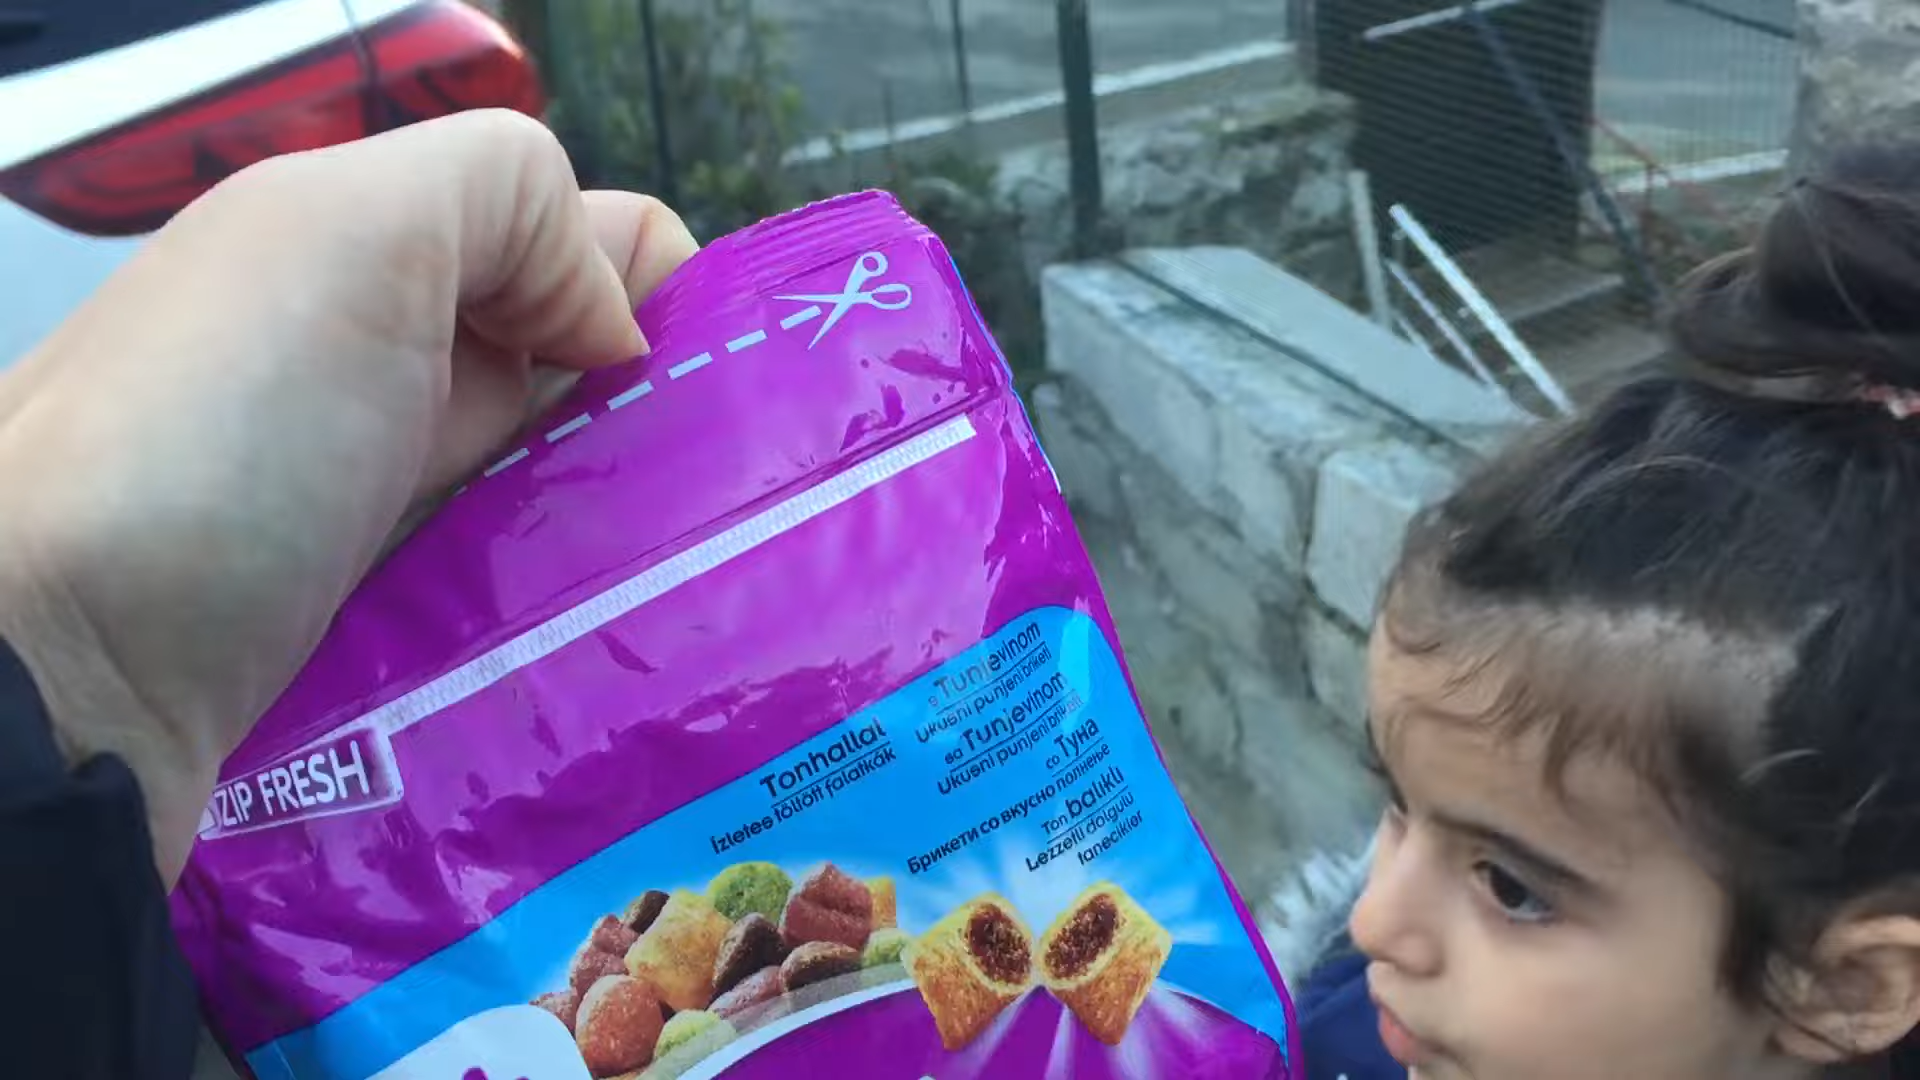 ZIP FRESH
Tonhallal
Ízletes töltött falatkák
s Tunjevinom
ukusni punjeni briketi
sa Tunjevinom
ukusni punjeni briketi
со Туна
Брикети со вкусно полнење
Ton balıklı
Lezzetli dolgulu
tanecikler